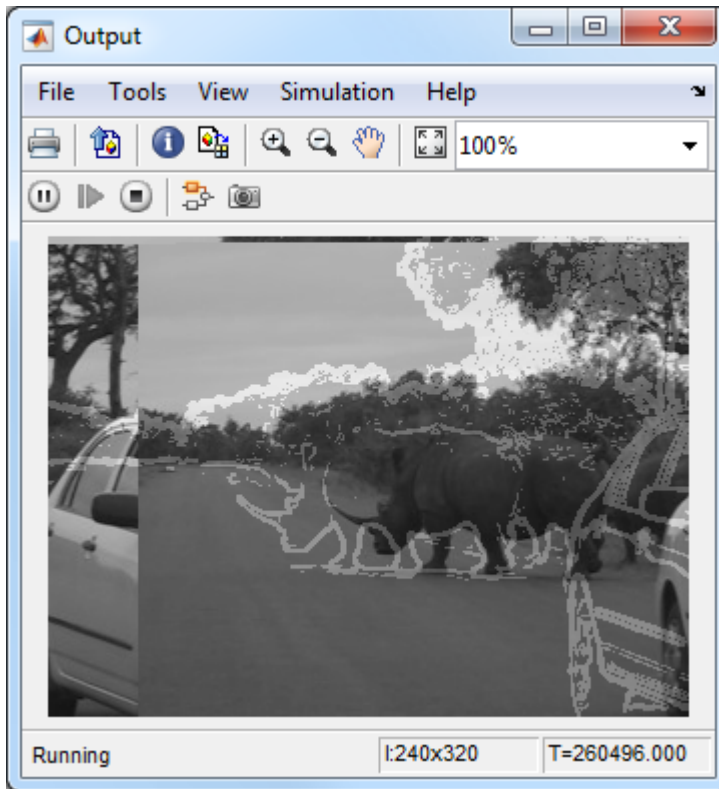 Output
File Tools View Simulation Help
100%
Running I:240x320 T=260496.000